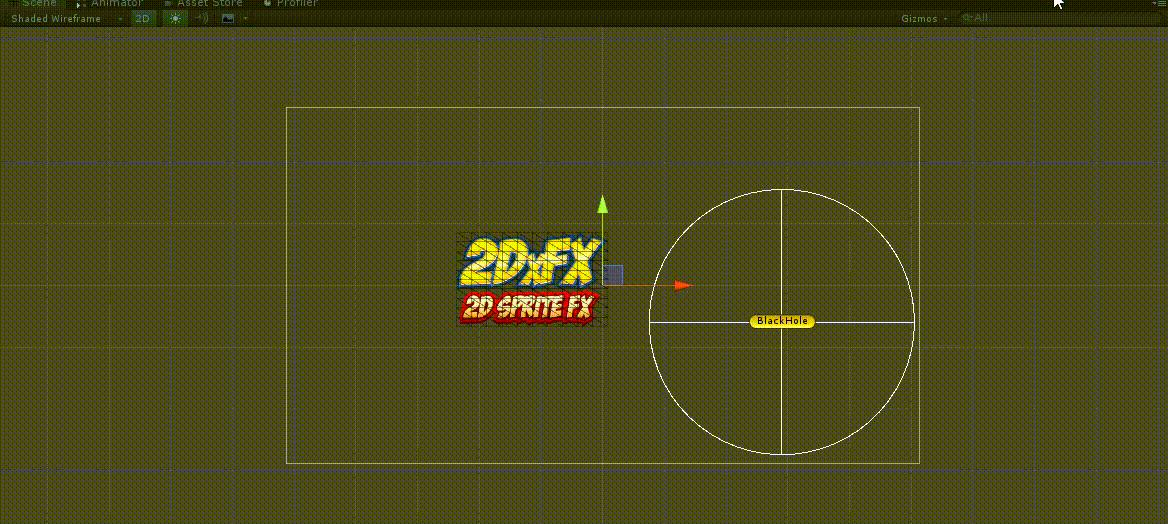 Scene Animator Asset Store Profiler
Shaded Wireframe 2D Gizmos All
2DxFX
2D SPRITE FX
BlackHole